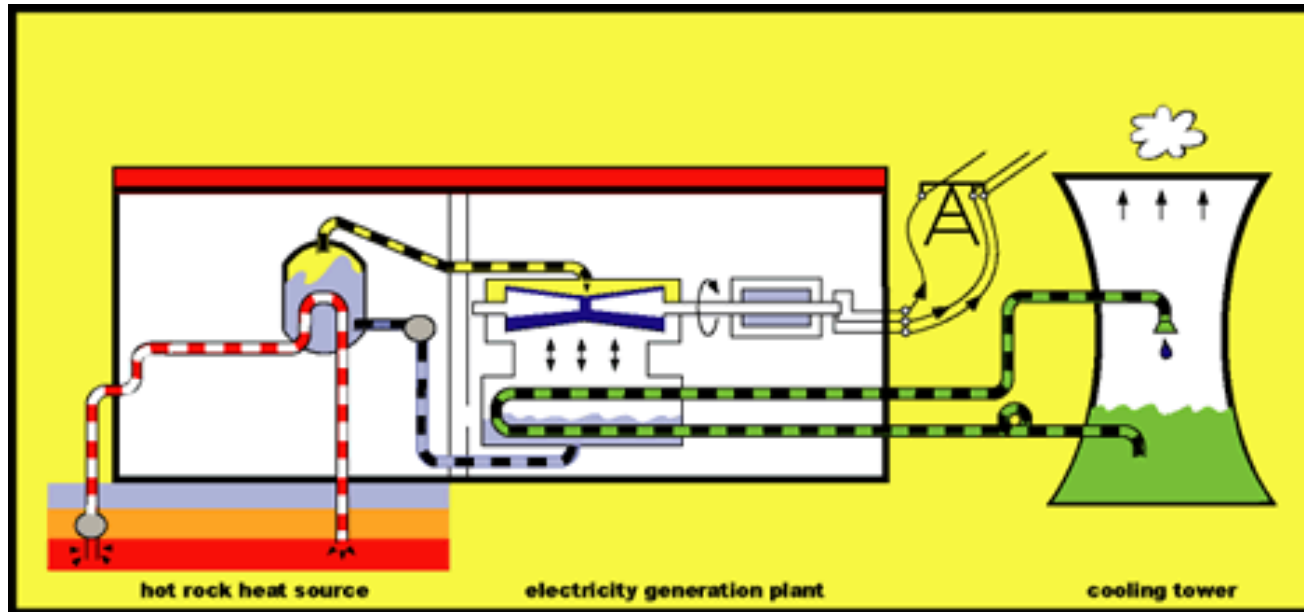 hot rock heat source
electricity generation plant
cooling tower